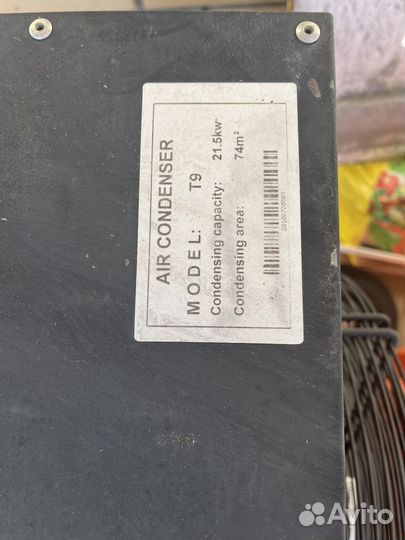 AIR CONDENSER
MODEL: T9
Condensing capacity: 21.5kw
Condensing area: 74m²
Avito